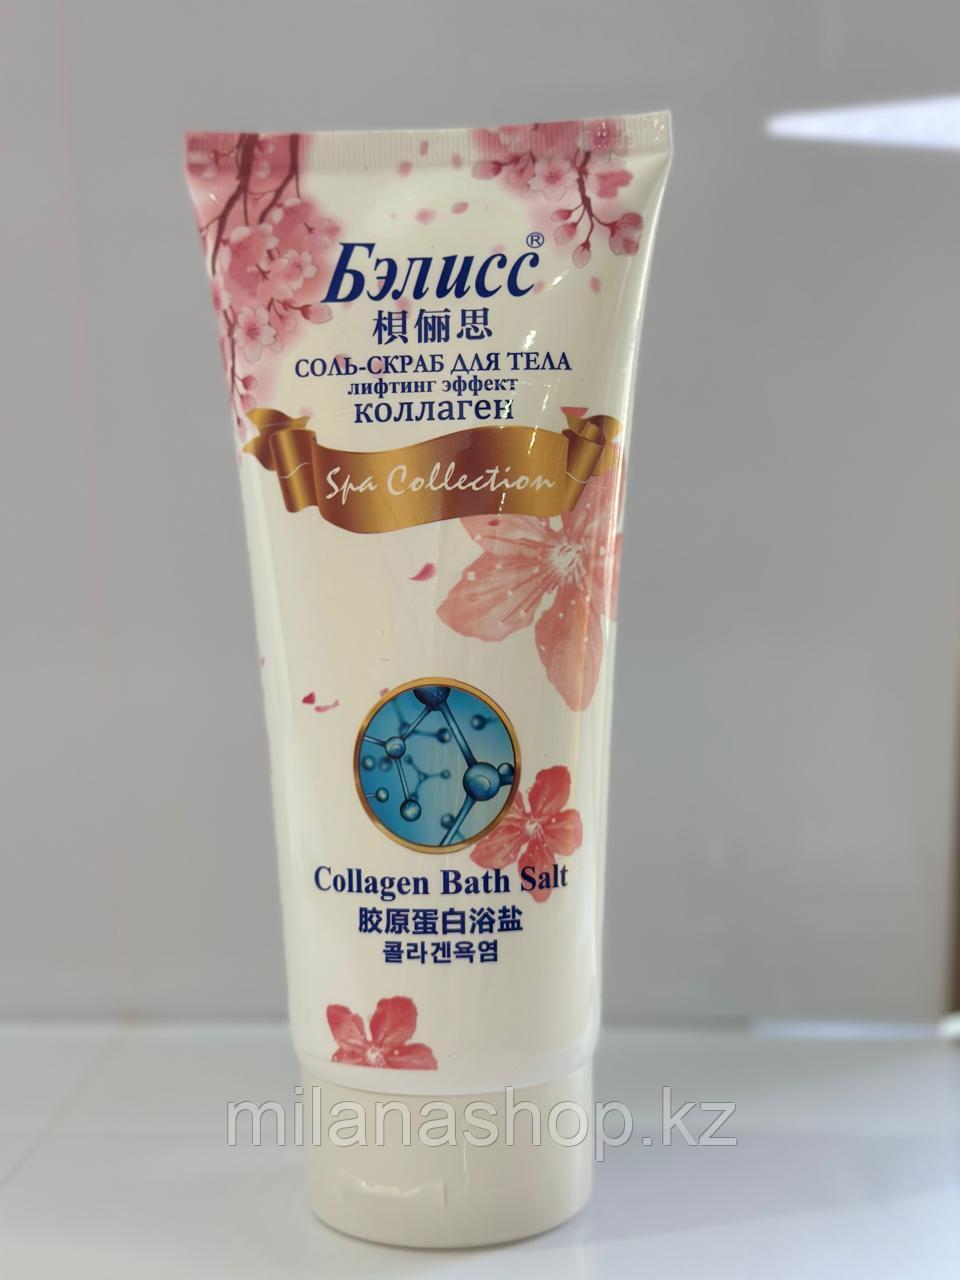 Бэлисс®
梖俪思
СОЛЬ-СКРАБ ДЛЯ ТЕЛА
лифтинг эффект
коллаген
Spa Collection
Collagen Bath Salt
胶原蛋白浴盐
콜라겐욕염
milanashop.kz